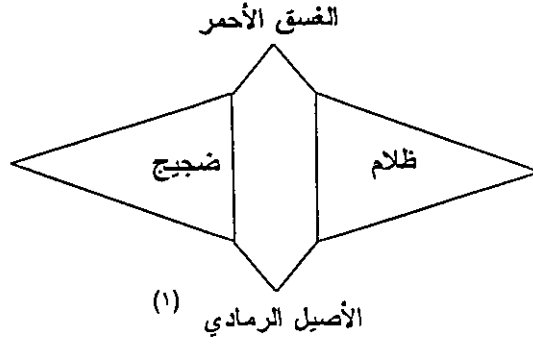 الغسق الأحمر
ظلام
ضجيج
(١)
الأصيل الرمادي